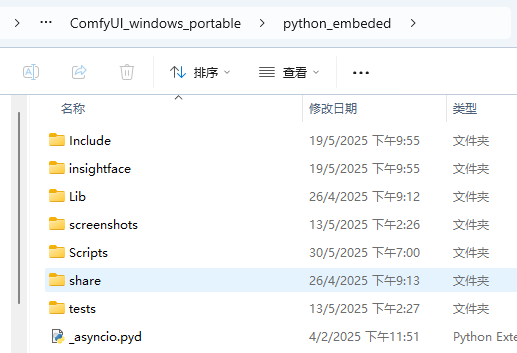 ComfyUI_windows_portable > python_embeded >
排序 查看
名称 修改日期 类型
Include 19/5/2025 下午9:55 文件夹
insightface 19/5/2025 下午9:55 文件夹
Lib 26/4/2025 下午9:12 文件夹
screenshots 13/5/2025 下午2:26 文件夹
Scripts 30/5/2025 下午7:00 文件夹
share 26/4/2025 下午9:13 文件夹
tests 13/5/2025 下午2:27 文件夹
_asyncio.pyd 4/2/2025 下午11:51 Python Exte